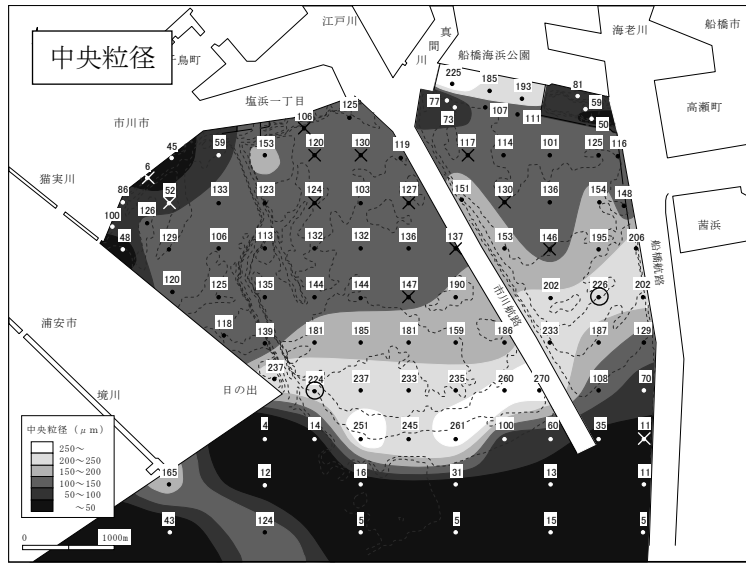 中央粒径
千鳥町
江戸川
真間川
船橋海浜公園
海老川
船橋市
高瀬町
塩浜一丁目
市川市
猫実川
茜浜
船橋航路
市川航路
浦安市
境川
日の出
225 185 193 81
77 73 107 111 59 50
106 125
45 59 153 120 130 119 117 114 101 125 116
6
86 52 133 123 124 103 127 151 130 136 154 148
100 126
48 129 106 113 132 132 136 137 153 146 195 206
120 125 135 144 144 147 190 202 226 202
118 139 181 185 181 159 186 233 187 129
237 224 237 233 235 260 270 108 70
4 14 251 245 261 100 60 35 11
165 12 16 31 13 11
43 124 5 5 15 5
中央粒径(μm)
250~
200~250
150~200
100~150
50~100
~50
0 1000m